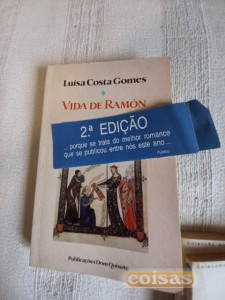 Luísa Costa Gomes
VIDA DE RAMÓN
2.ª EDIÇÃO
... porque se trata do melhor romance
que se publicou entre nós este ano ...
Publicações Dom Quixote
coisas